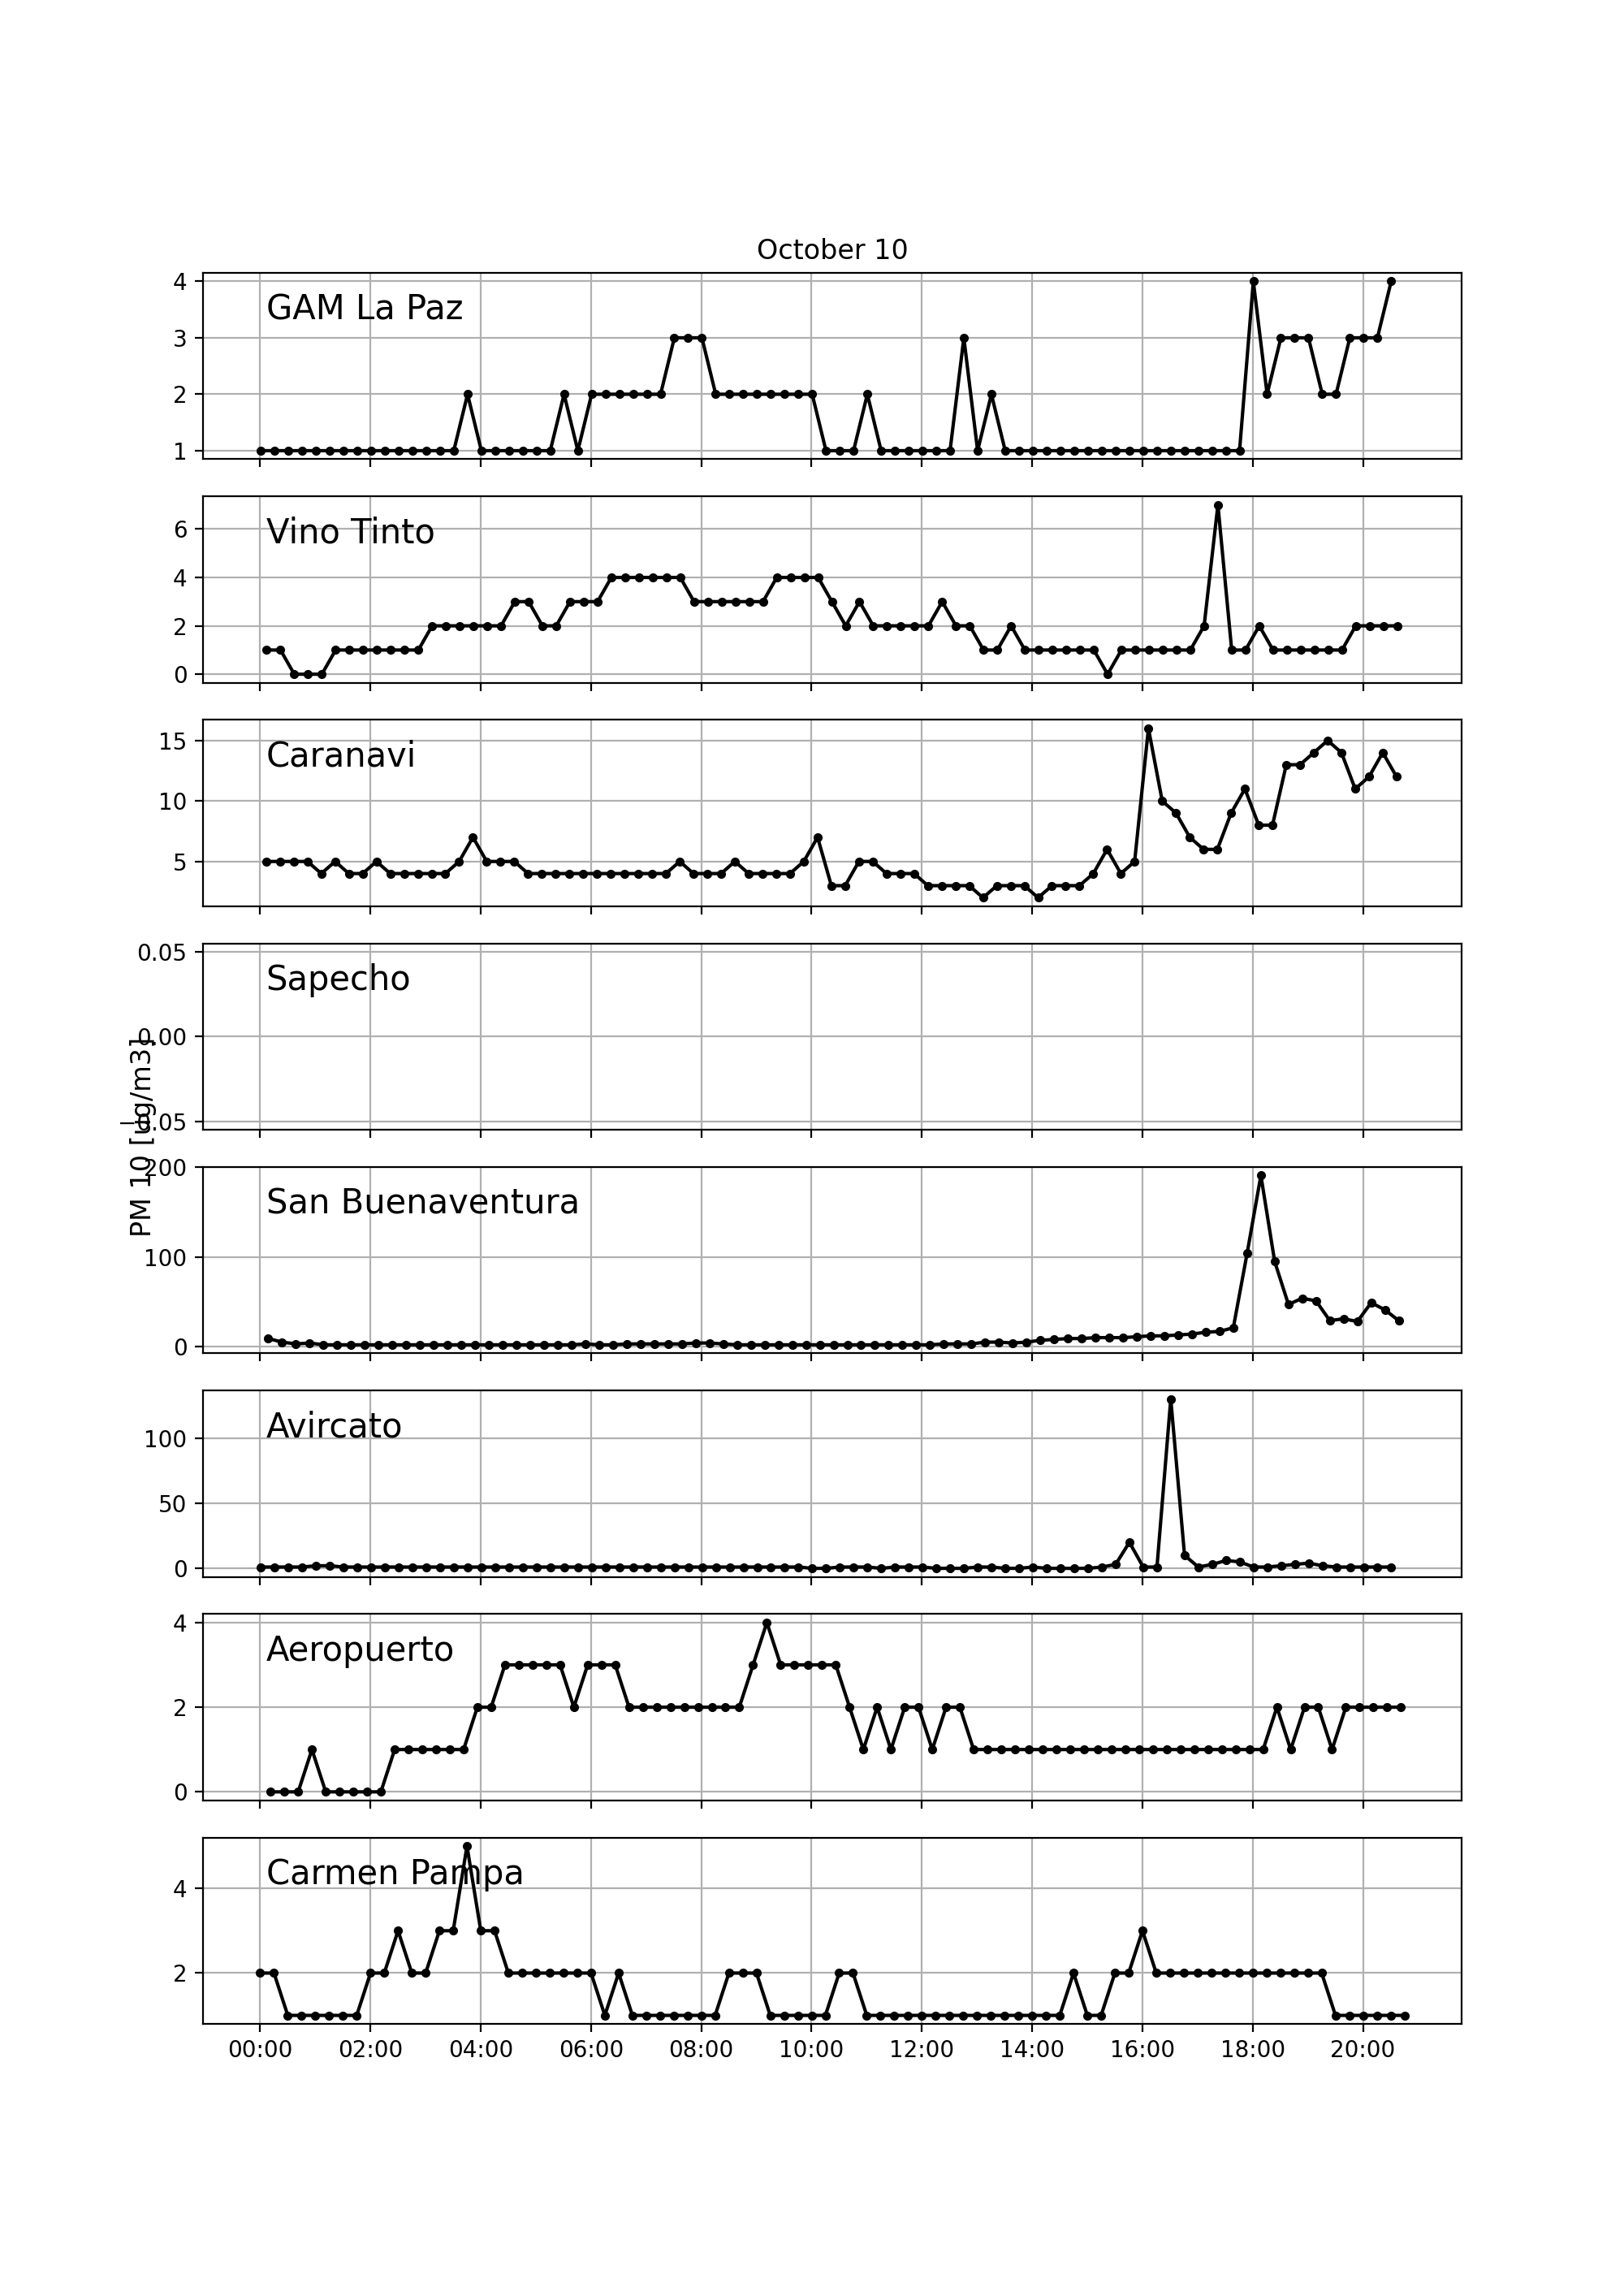 October 10
4
GAM La Paz
3
2
1
6
Vino Tinto
4
2
0
15
Caranavi
10
5
0.05
Sapecho
0.00
PM 10 [ug/m3]
−0.05
200
San Buenaventura
100
0
Avircato
100
50
0
4
Aeropuerto
2
0
Carmen Pampa
4
2
00:00 02:00 04:00 06:00 08:00 10:00 12:00 14:00 16:00 18:00 20:00